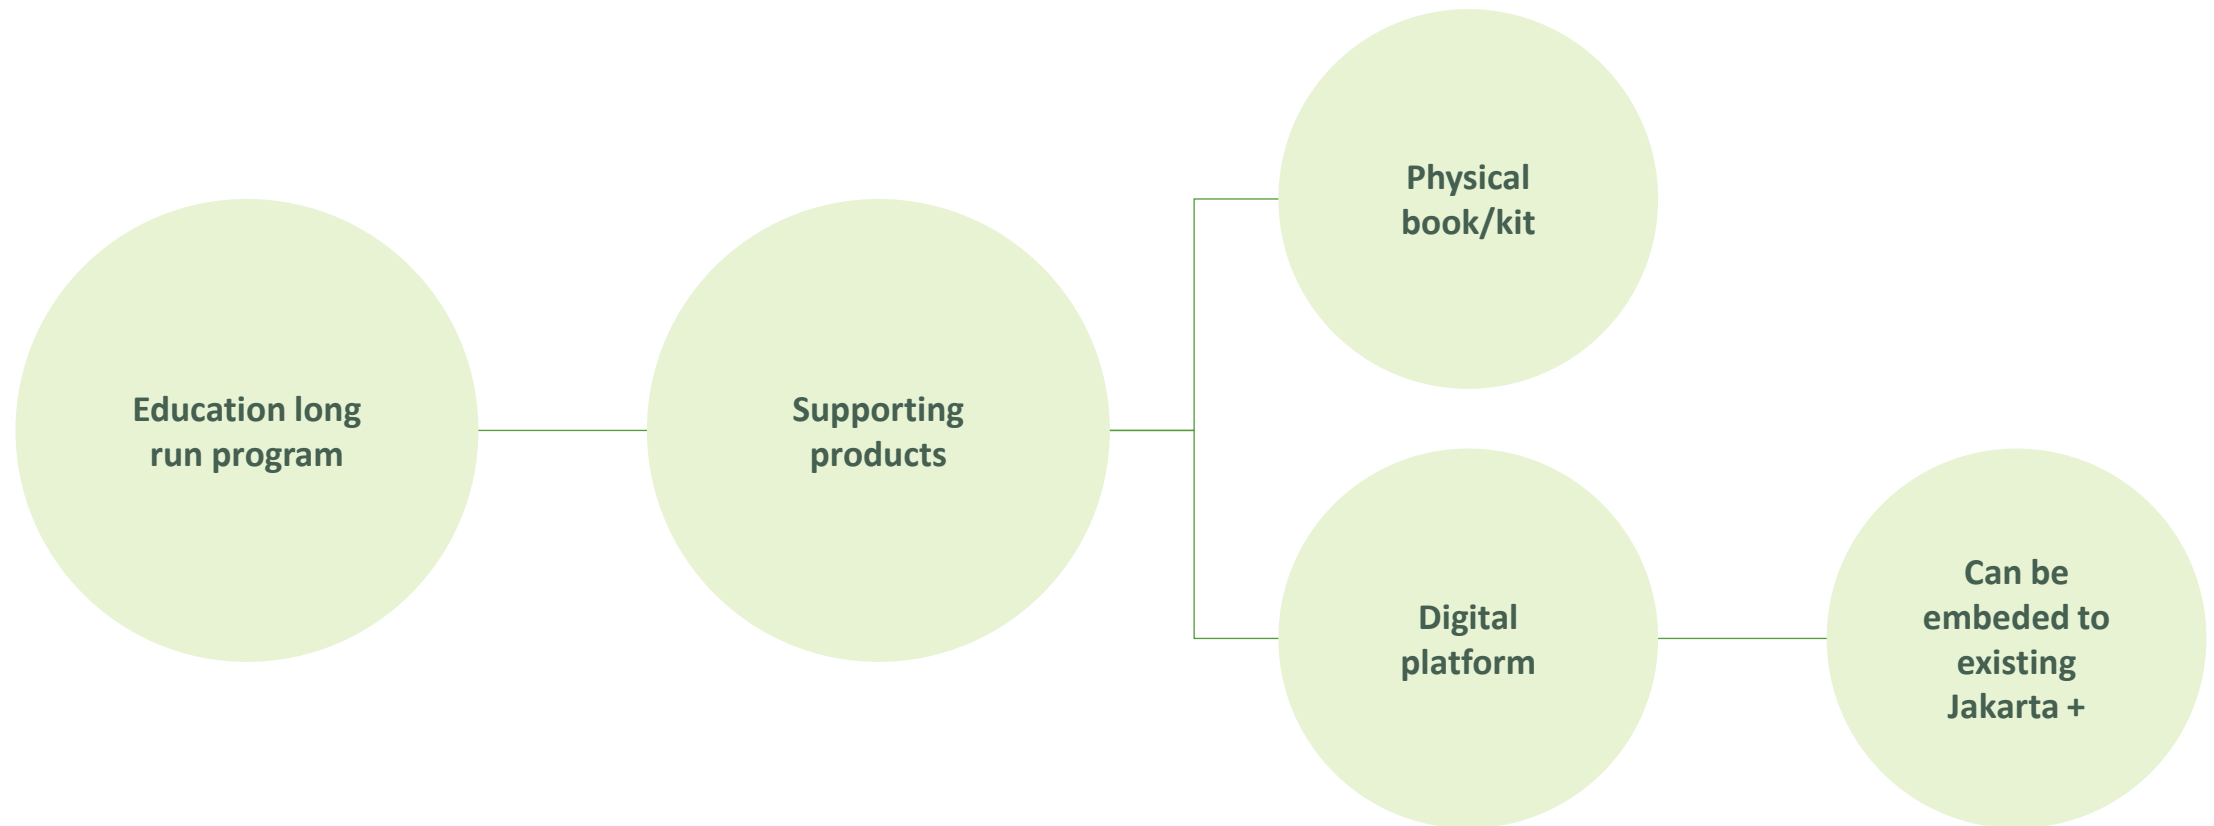 Education long
run program
Supporting
products
Physical
book/kit
Digital
platform
Can be
embeded to
existing
Jakarta +